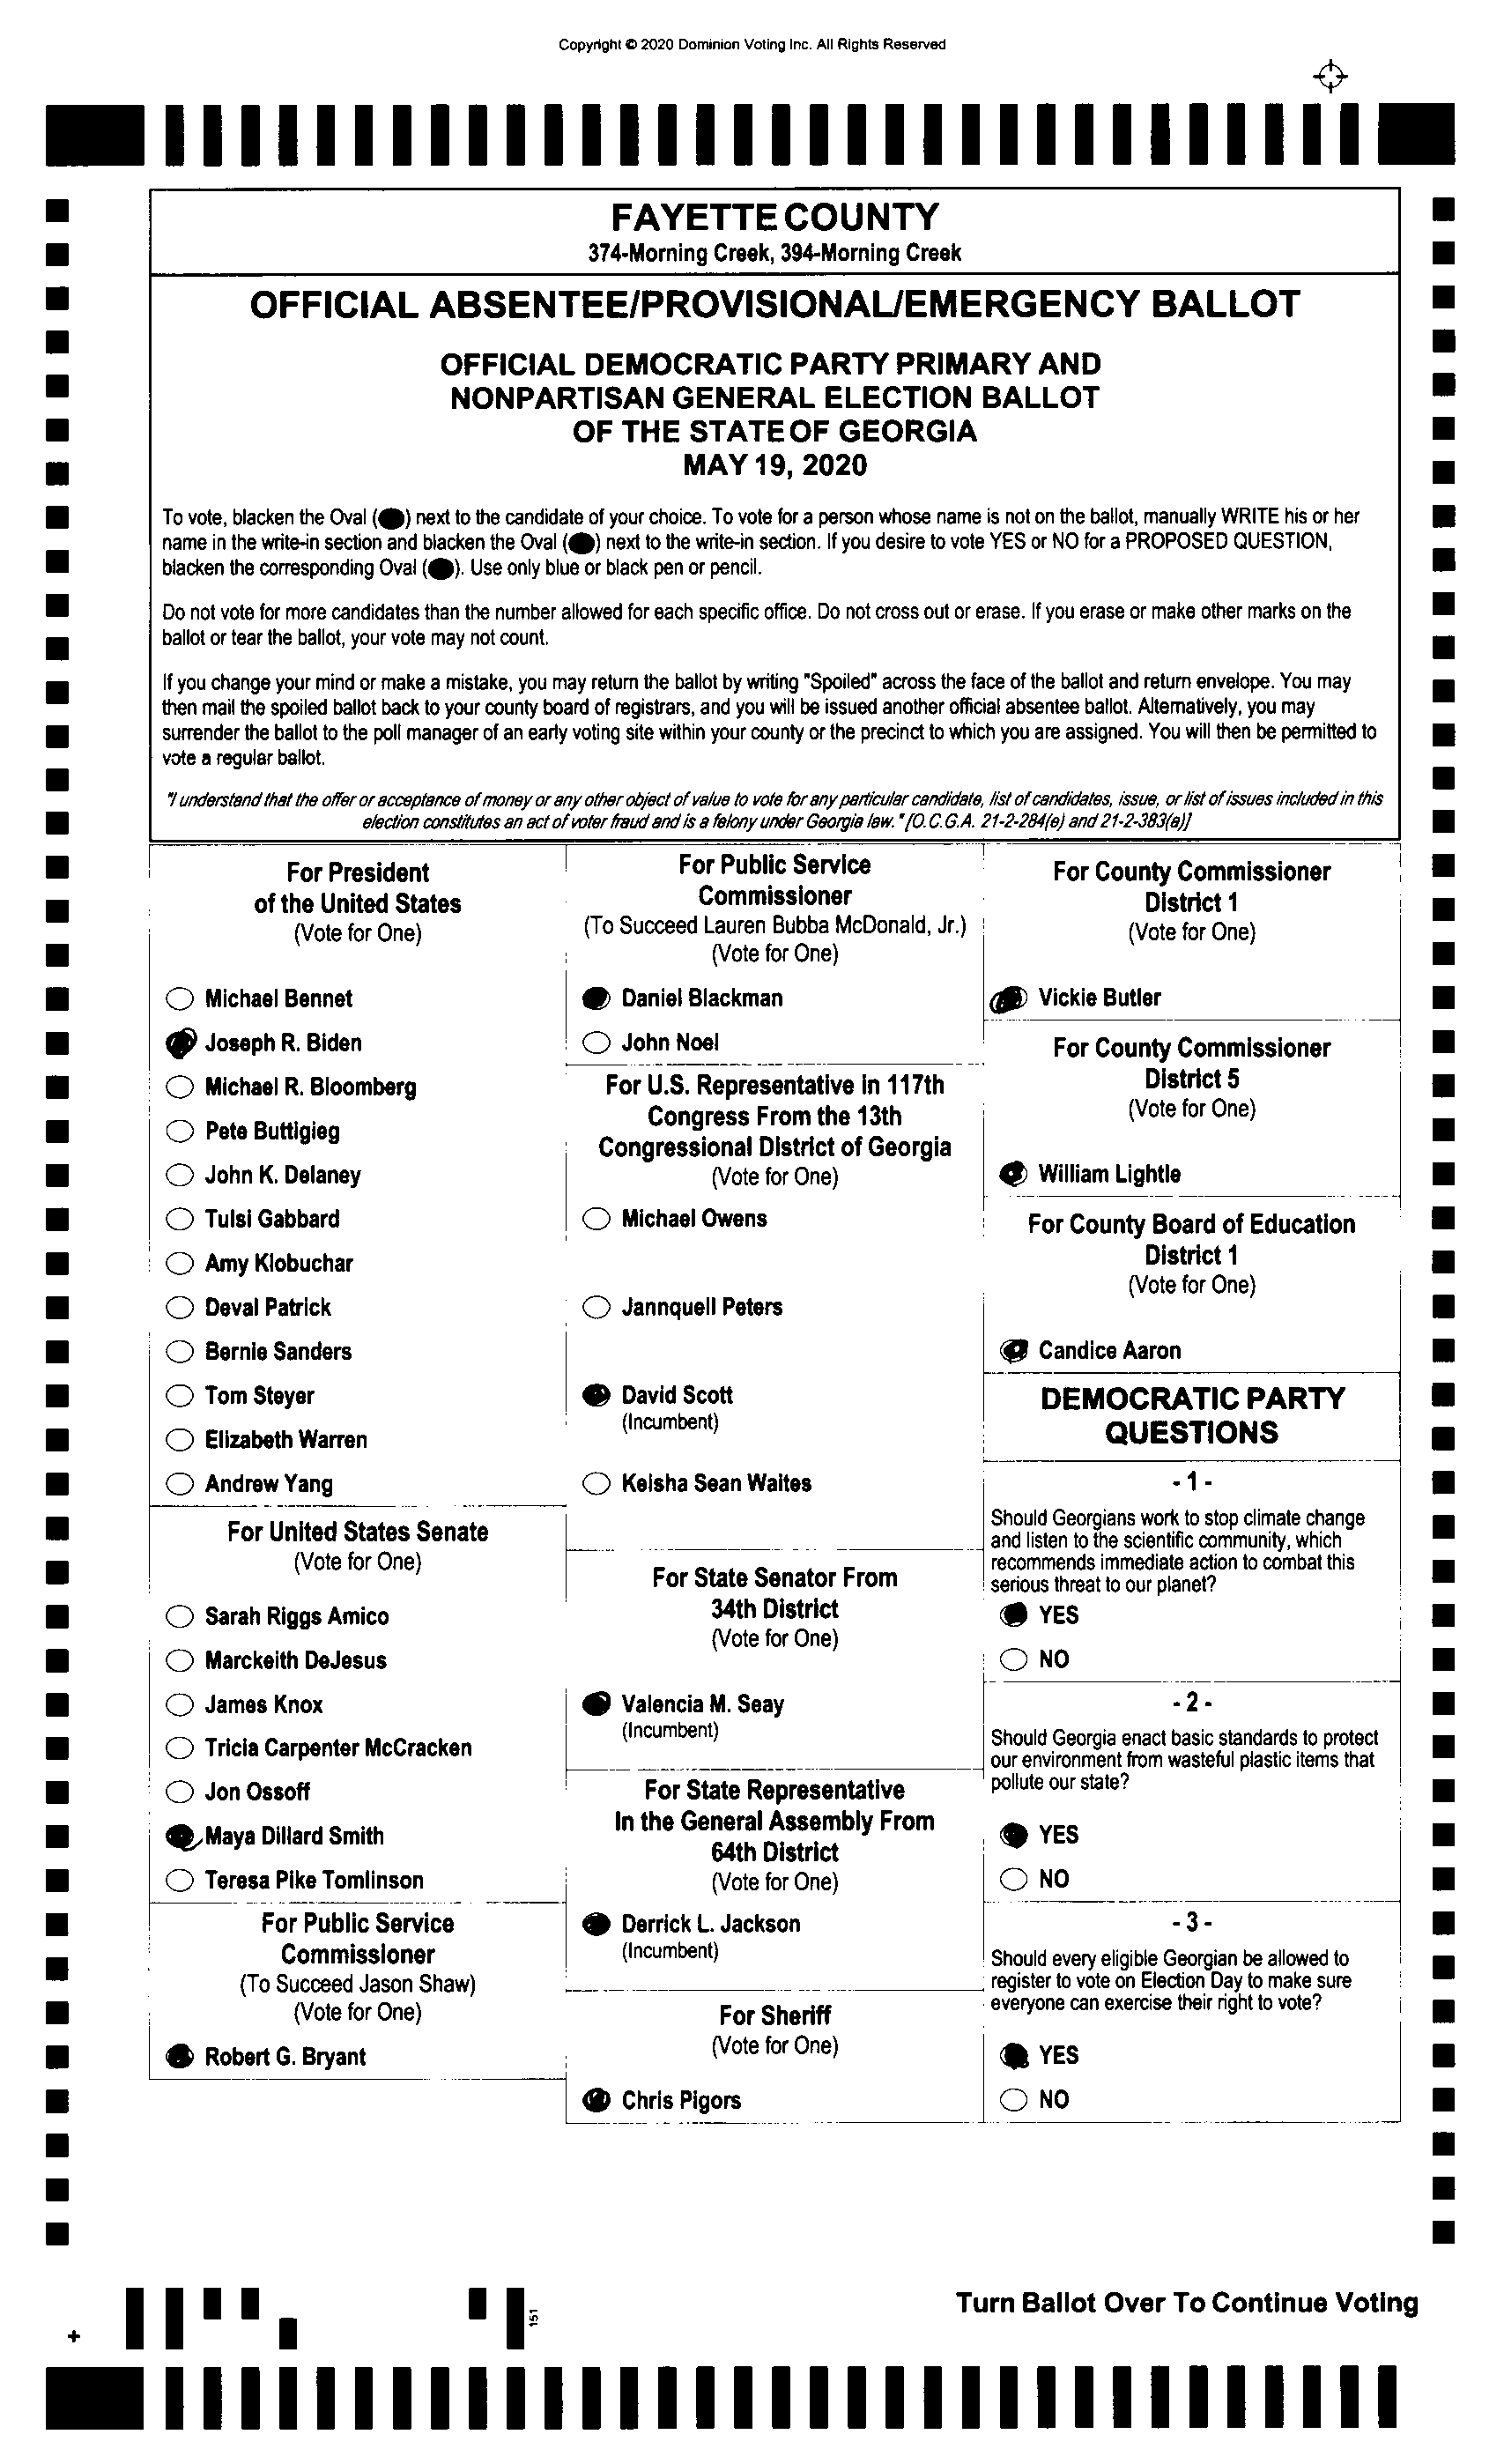 Copyright © 2020 Dominion Voting Inc. All Rights Reserved
FAYETTE COUNTY
374-Morning Creek, 394-Morning Creek
OFFICIAL ABSENTEE/PROVISIONAL/EMERGENCY BALLOT
OFFICIAL DEMOCRATIC PARTY PRIMARY AND
NONPARTISAN GENERAL ELECTION BALLOT
OF THE STATE OF GEORGIA
MAY 19, 2020
To vote, blacken the Oval ( ) next to the candidate of your choice. To vote for a person whose name is not on the ballot, manually WRITE his or her
name in the write-in section and blacken the Oval ( ) next to the write-in section. If you desire to vote YES or NO for a PROPOSED QUESTION,
blacken the corresponding Oval ( ). Use only blue or black pen or pencil.
Do not vote for more candidates than the number allowed for each specific office. Do not cross out or erase. If you erase or make other marks on the
ballot or tear the ballot, your vote may not count.
If you change your mind or make a mistake, you may return the ballot by writing "Spoiled" across the face of the ballot and return envelope. You may
then mail the spoiled ballot back to your county board of registrars, and you will be issued another official absentee ballot. Alternatively, you may
surrender the ballot to the poll manager of an early voting site within your county or the precinct to which you are assigned. You will then be permitted to
vote a regular ballot.
"I understand that the offer or acceptance of money or any other object of value to vote for any particular candidate, list of candidates, issue, or list of issues included in this
election constitutes an act of voter fraud and is a felony under Georgia law. "[O.C.G.A. 21-2-284(e) and 21-2-383(a)]
For President
of the United States
(Vote for One)
Michael Bennet
Joseph R. Biden
Michael R. Bloomberg
Pete Buttigieg
John K. Delaney
Tulsi Gabbard
Amy Klobuchar
Deval Patrick
Bernie Sanders
Tom Steyer
Elizabeth Warren
Andrew Yang
For United States Senate
(Vote for One)
Sarah Riggs Amico
Marckeith DeJesus
James Knox
Tricia Carpenter McCracken
Jon Ossoff
Maya Dillard Smith
Teresa Pike Tomlinson
For Public Service
Commissioner
(To Succeed Jason Shaw)
(Vote for One)
Robert G. Bryant
For Public Service
Commissioner
(To Succeed Lauren Bubba McDonald, Jr.)
(Vote for One)
Daniel Blackman
John Noel
For U.S. Representative in 117th
Congress From the 13th
Congressional District of Georgia
(Vote for One)
Michael Owens
Jannquell Peters
David Scott
(Incumbent)
Keisha Sean Waites
For State Senator From
34th District
(Vote for One)
Valencia M. Seay
(Incumbent)
For State Representative
In the General Assembly From
64th District
(Vote for One)
Derrick L. Jackson
(Incumbent)
For Sheriff
(Vote for One)
Chris Pigors
For County Commissioner
District 1
(Vote for One)
Vickie Butler
For County Commissioner
District 5
(Vote for One)
William Lightle
For County Board of Education
District 1
(Vote for One)
Candice Aaron
DEMOCRATIC PARTY
QUESTIONS
- 1 -
Should Georgians work to stop climate change
and listen to the scientific community, which
recommends immediate action to combat this
serious threat to our planet?
YES
NO
- 2 -
Should Georgia enact basic standards to protect
our environment from wasteful plastic items that
pollute our state?
YES
NO
- 3 -
Should every eligible Georgian be allowed to
register to vote on Election Day to make sure
everyone can exercise their right to vote?
YES
NO
Turn Ballot Over To Continue Voting
151
+